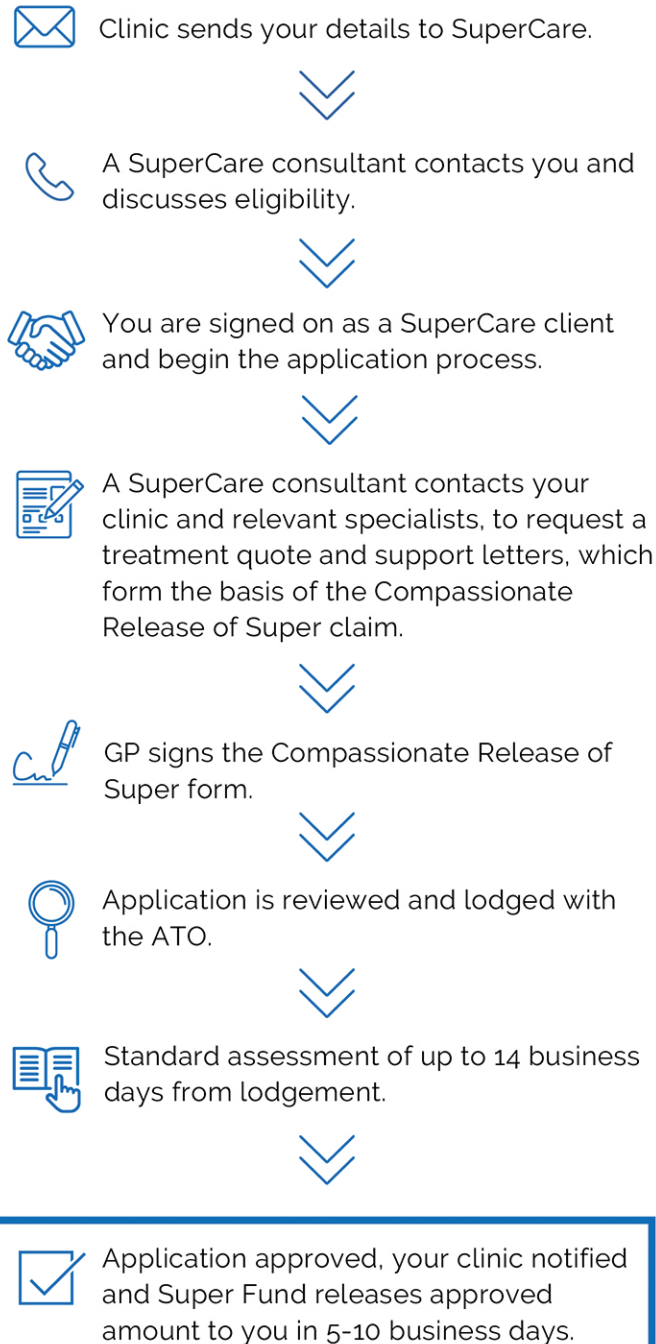 Clinic sends your details to SuperCare.
A SuperCare consultant contacts you and
discusses eligibility.
You are signed on as a SuperCare client
and begin the application process.
A SuperCare consultant contacts your
clinic and relevant specialists, to request a
treatment quote and support letters, which
form the basis of the Compassionate
Release of Super claim.
GP signs the Compassionate Release of
Super form.
Application is reviewed and lodged with
the ATO.
Standard assessment of up to 14 business
days from lodgement.
Application approved, your clinic notified
and Super Fund releases approved
amount to you in 5-10 business days.